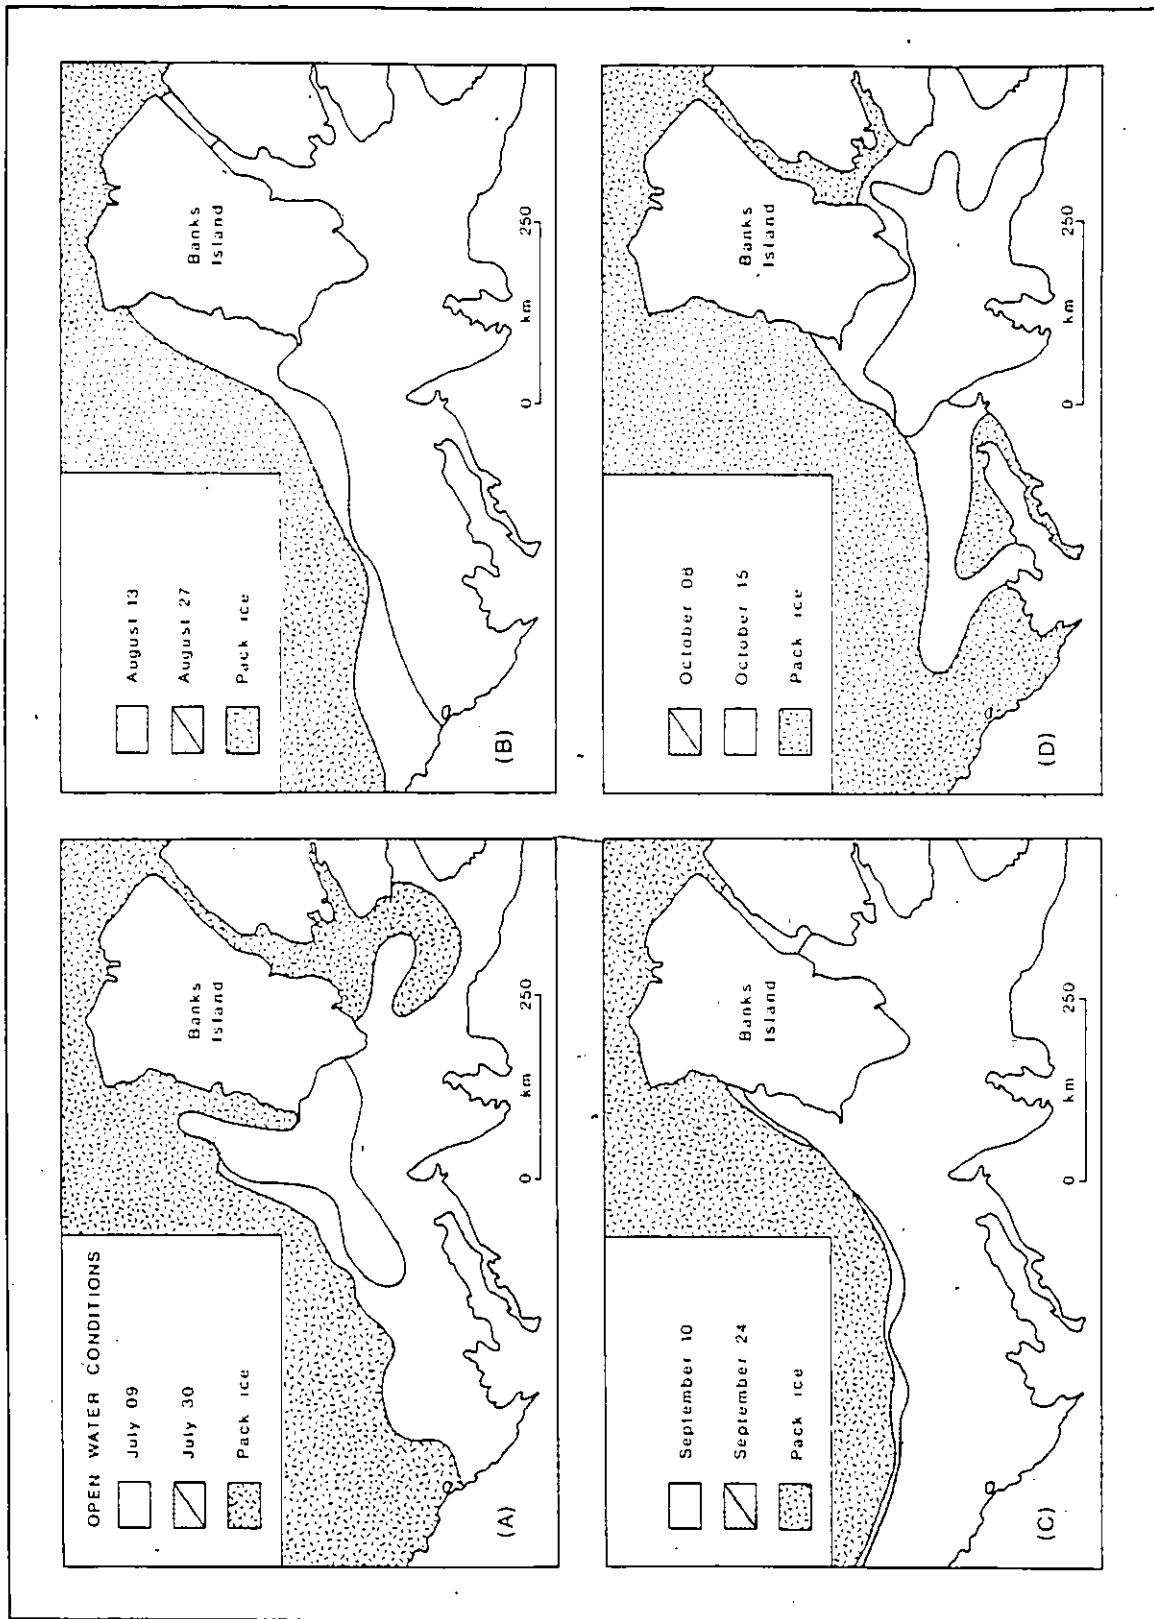 OPEN WATER CONDITIONS
July 09
July 30
Pack ice
Banks
Island
0 km 250
(A)
August 13
August 27
Pack ice
Banks
Island
0 km 250
(B)
September 10
September 24
Pack ice
Banks
Island
0 km 250
(C)
October 08
October 15
Pack ice
Banks
Island
0 km 250
(D)